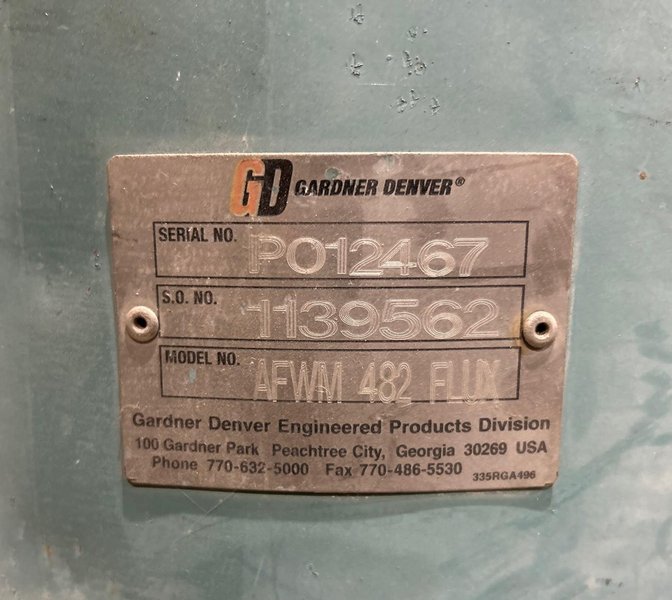 GD GARDNER DENVER®
SERIAL NO. P012467
S.O. NO. 1139562
MODEL NO. AFWM 482 FLUX
Gardner Denver Engineered Products Division
100 Gardner Park Peachtree City, Georgia 30269 USA
Phone 770-632-5000 Fax 770-486-5530
335RGA496